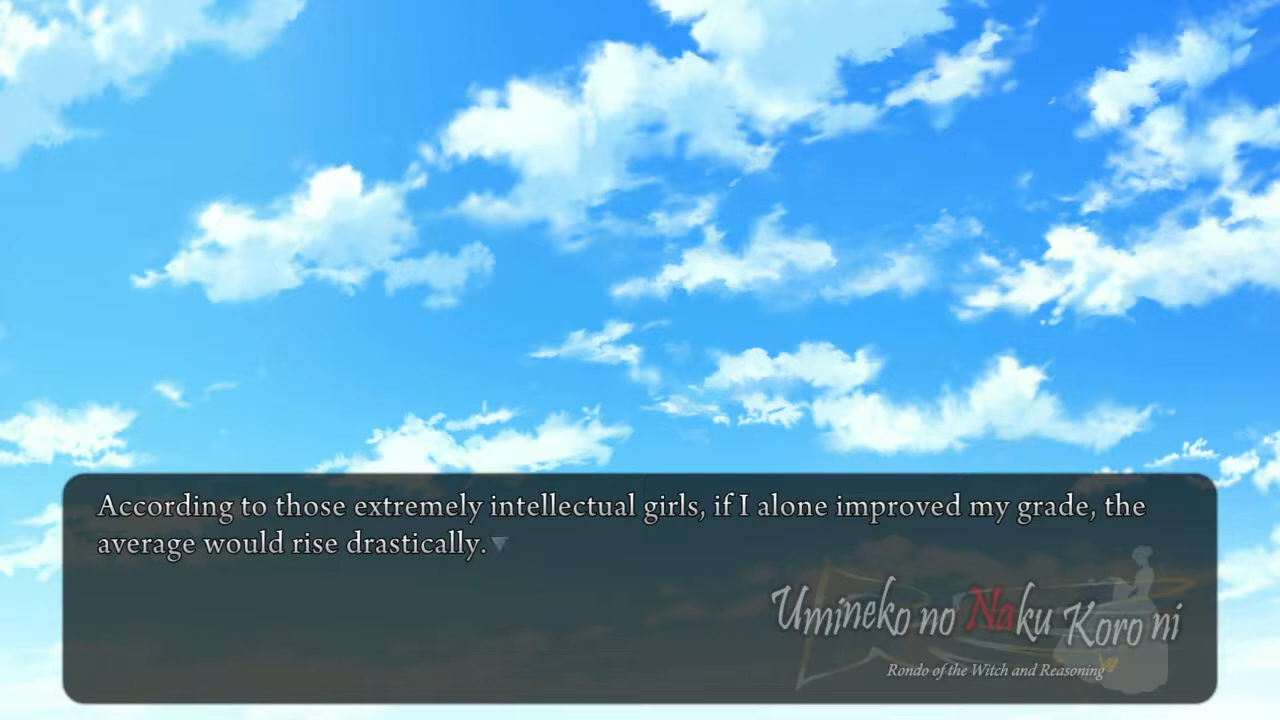 According to those extremely intellectual girls, if I alone improved my grade, the
average would rise drastically.
Umineko no Naku Koro ni
Rondo of the Witch and Reasoning